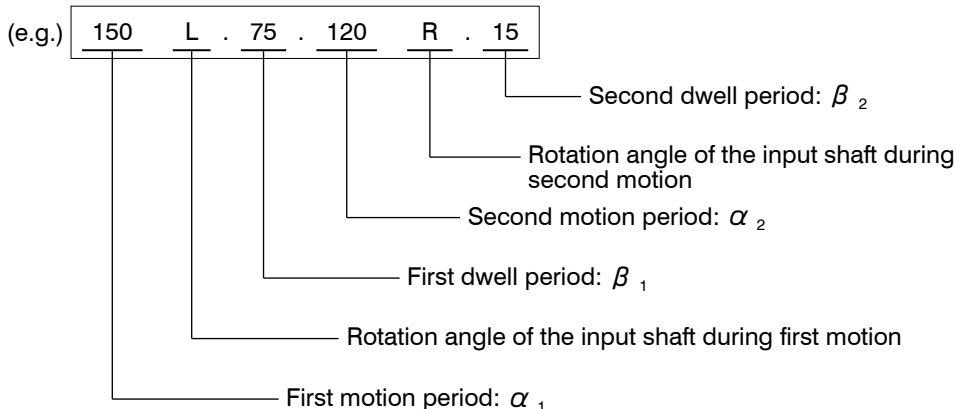 (e.g.) 150 L . 75 . 120 R . 15
Second dwell period: β 2
Rotation angle of the input shaft during
second motion
Second motion period: α 2
First dwell period: β 1
Rotation angle of the input shaft during first motion
First motion period: α 1